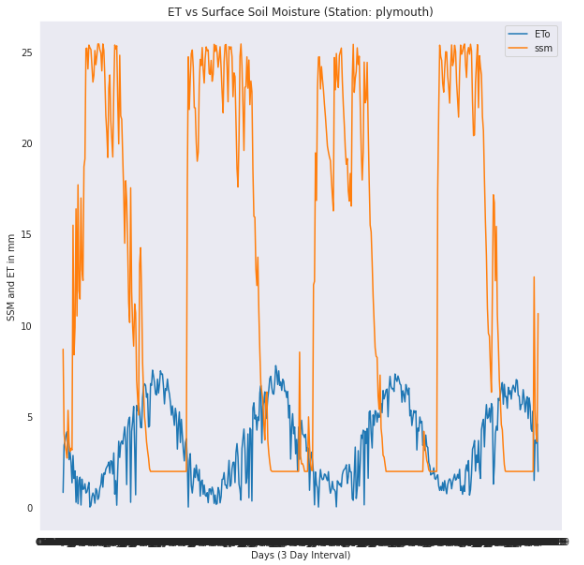 ET vs Surface Soil Moisture (Station: plymouth)
ETo
ssm
25
20
15
10
5
0
SSM and ET in mm
Days (3 Day Interval)